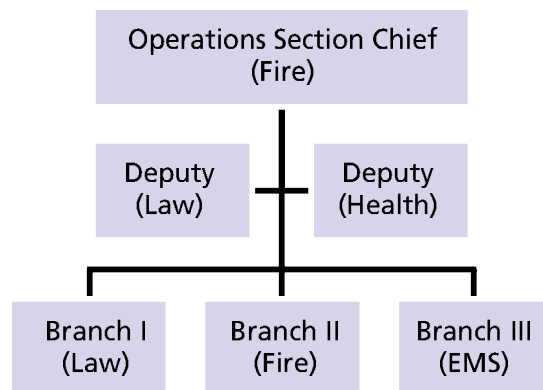 Operations Section Chief
(Fire)
Deputy
(Law)
Deputy
(Health)
Branch I
(Law)
Branch II
(Fire)
Branch III
(EMS)